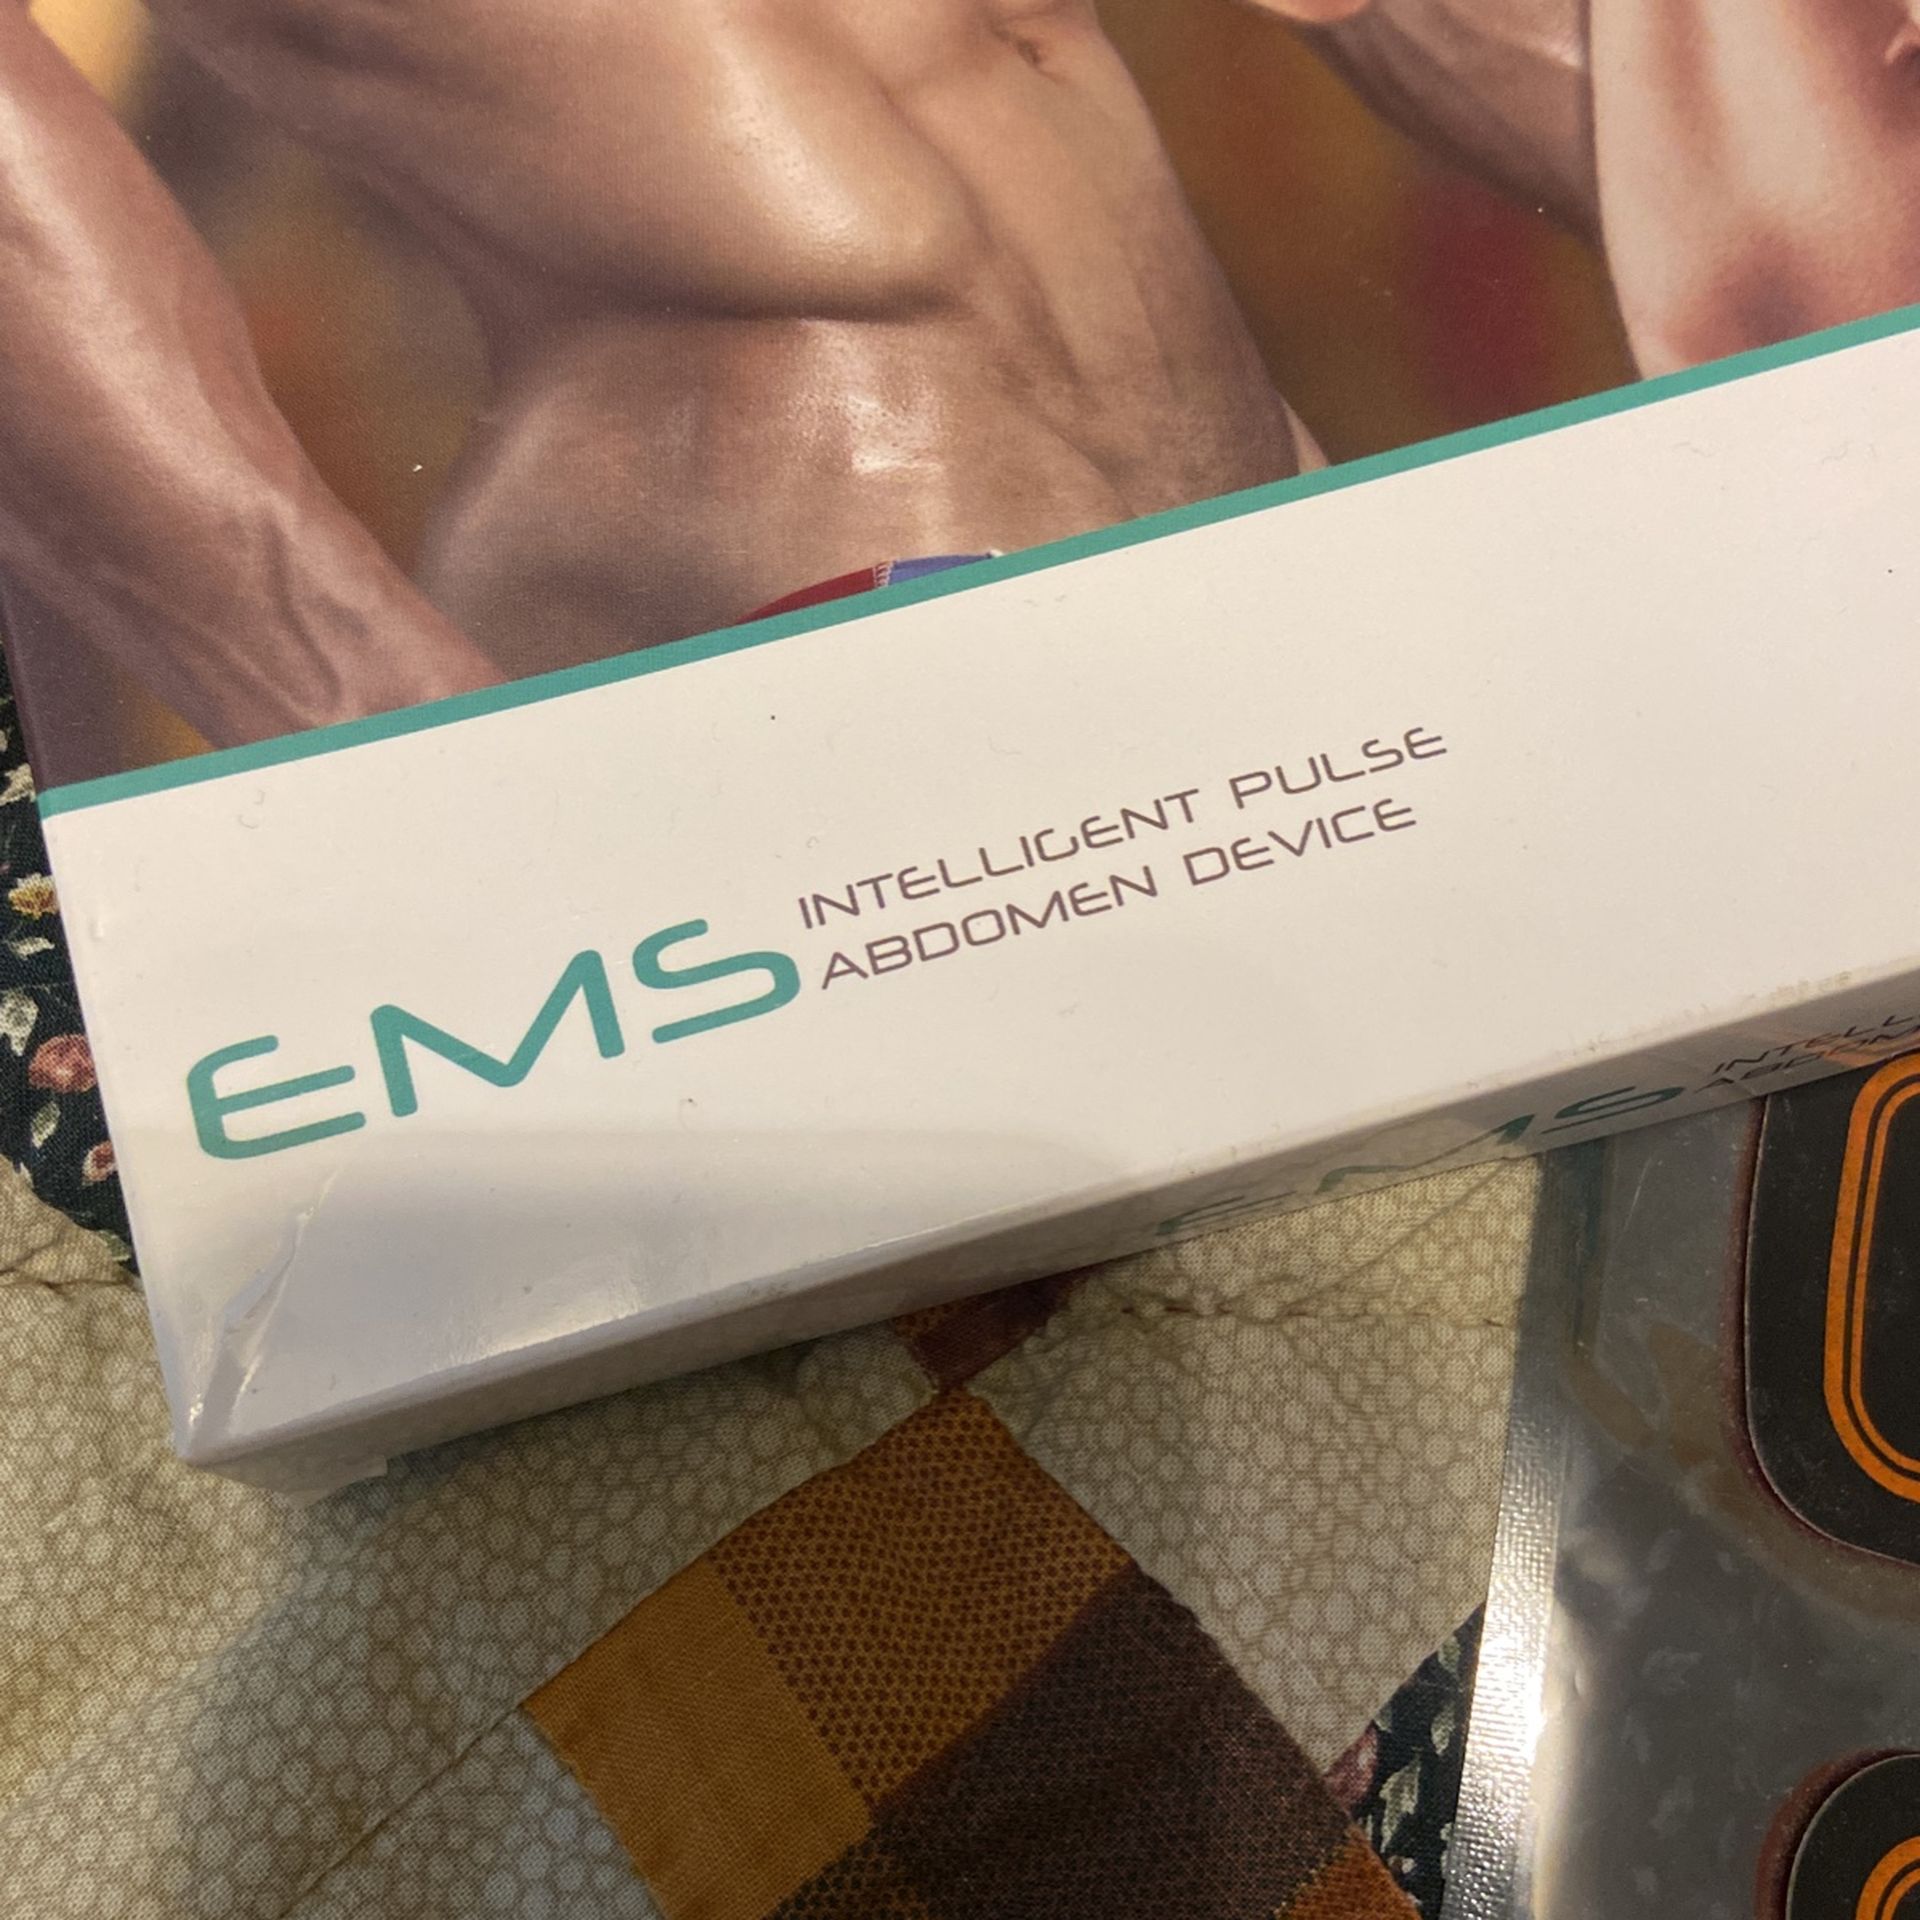 EMS
INTELLIGENT PULSE
ABDOMEN DEVICE
EMS